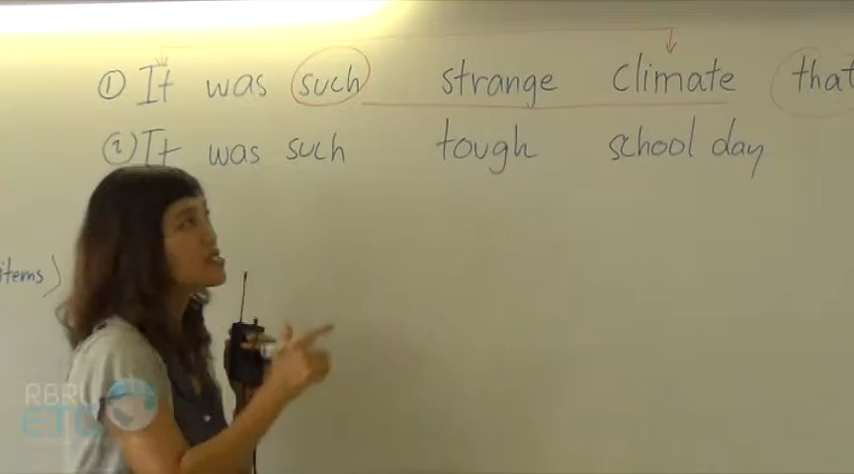 ① It was such strange climate that
② It was such tough school day
items)
RBRU
ETC